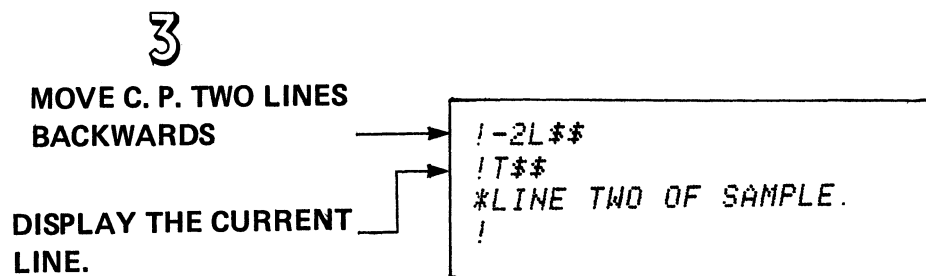 3
MOVE C. P. TWO LINES
BACKWARDS
!-2L$$
!T$$
*LINE TWO OF SAMPLE.
!
DISPLAY THE CURRENT
LINE.